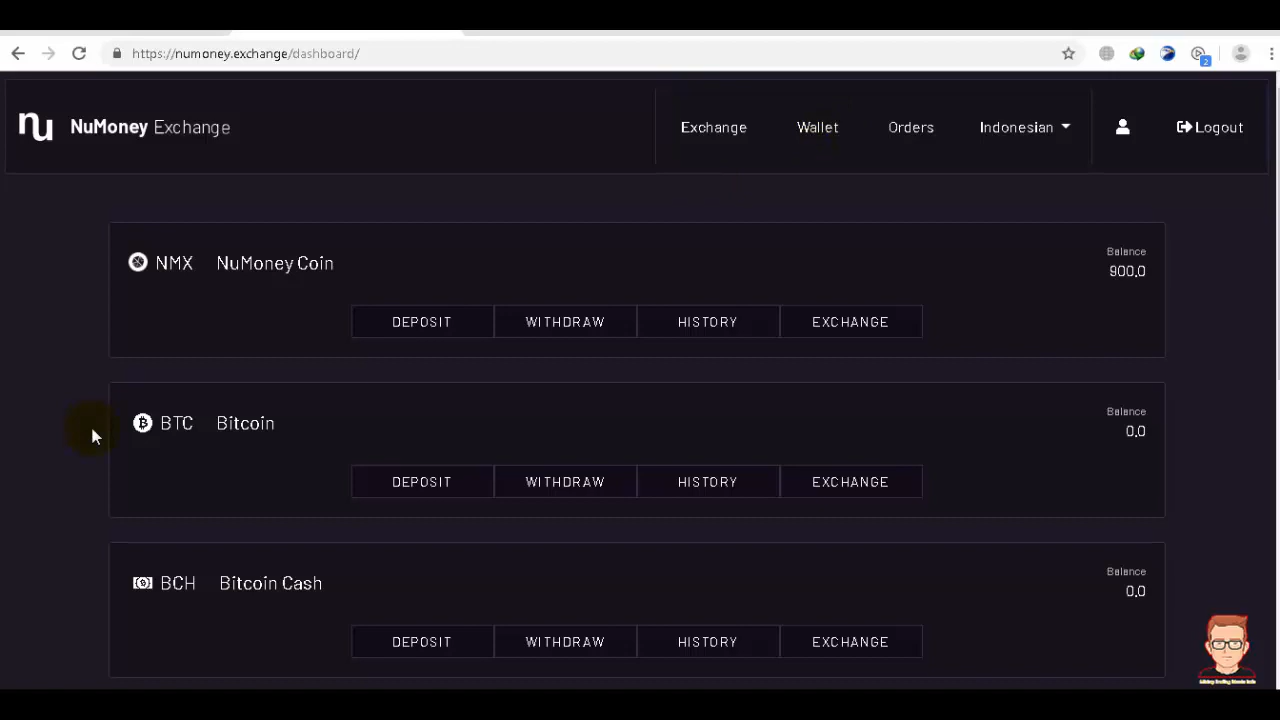 https://numoney.exchange/dashboard/
2
NuMoney Exchange
Exchange
Wallet
Orders
Indonesian
Logout
NMX NuMoney Coin
Balance
900.0
DEPOSIT
WITHDRAW
HISTORY
EXCHANGE
BTC Bitcoin
Balance
0.0
DEPOSIT
WITHDRAW
HISTORY
EXCHANGE
BCH Bitcoin Cash
Balance
0.0
DEPOSIT
WITHDRAW
HISTORY
EXCHANGE